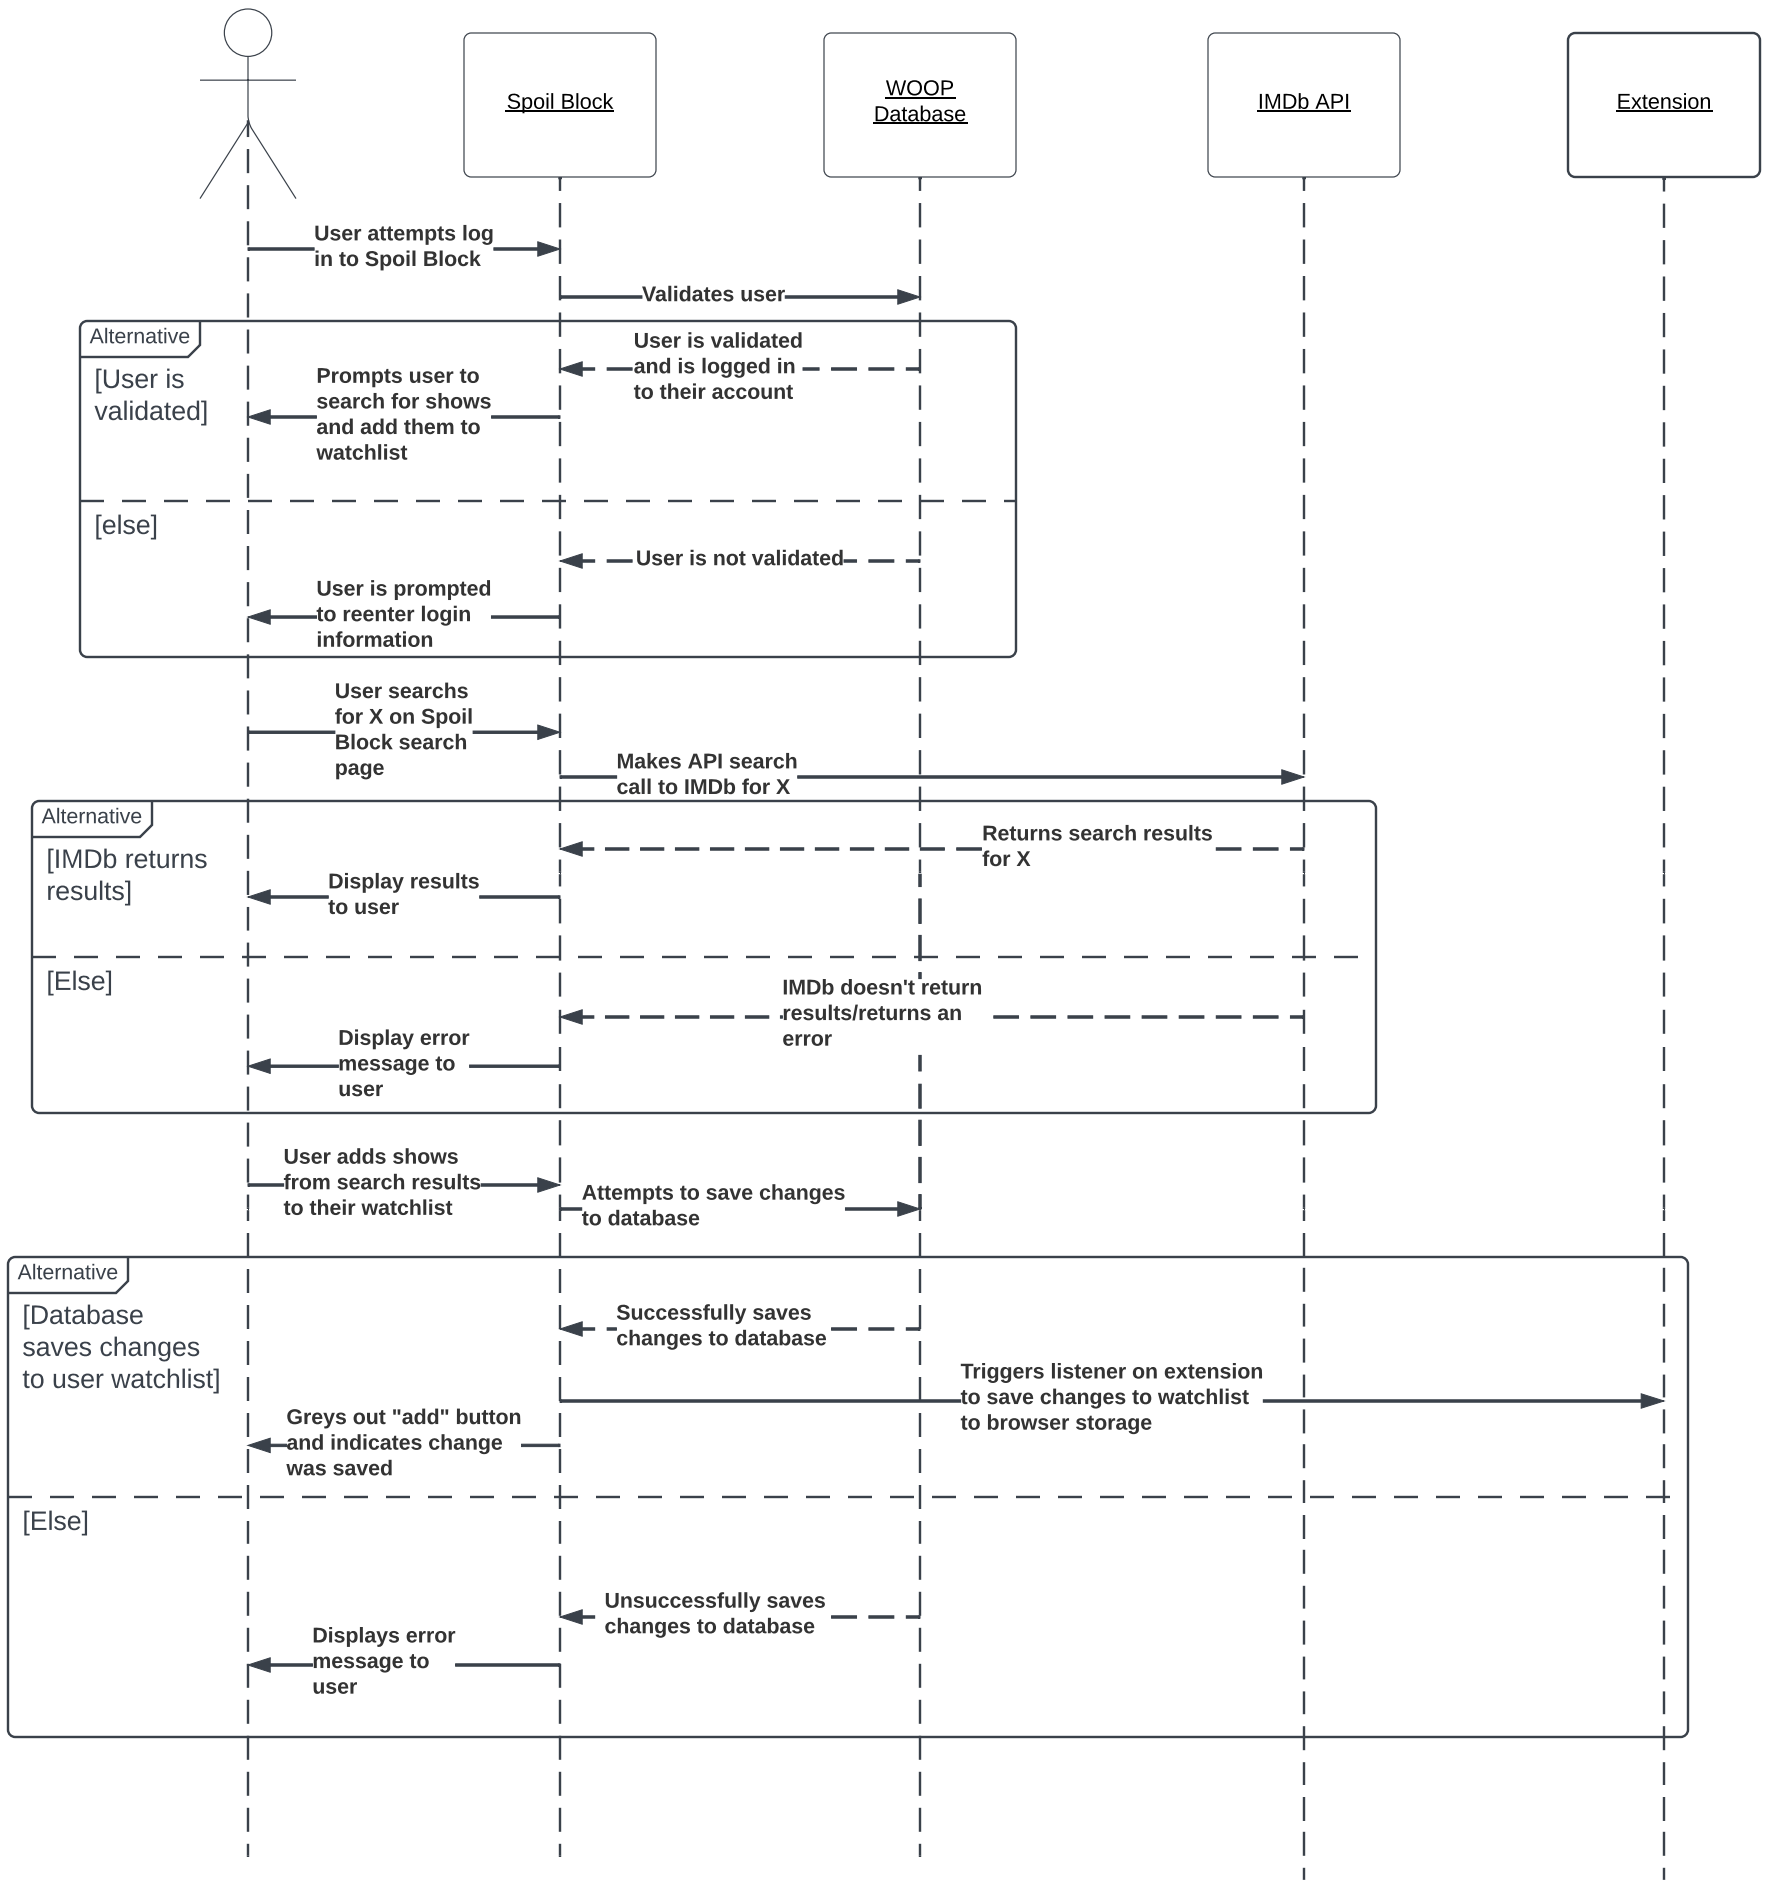 Spoil Block
WOOP
Database
IMDb API
Extension
User attempts log
in to Spoil Block
Validates user
Alternative
[User is
validated]
User is validated
and is logged in
to their account
Prompts user to
search for shows
and add them to
watchlist
[else]
User is not validated
User is prompted
to reenter login
information
User searchs
for X on Spoil
Block search
page
Makes API search
call to IMDb for X
Alternative
[IMDb returns
results]
Returns search results
for X
Display results
to user
[Else]
IMDb doesn't return
results/returns an
error
Display error
message to
user
User adds shows
from search results
to their watchlist
Attempts to save changes
to database
Alternative
[Database
saves changes
to user watchlist]
Successfully saves
changes to database
Triggers listener on extension
to save changes to watchlist
to browser storage
Greys out "add" button
and indicates change
was saved
[Else]
Unsuccessfully saves
changes to database
Displays error
message to
user